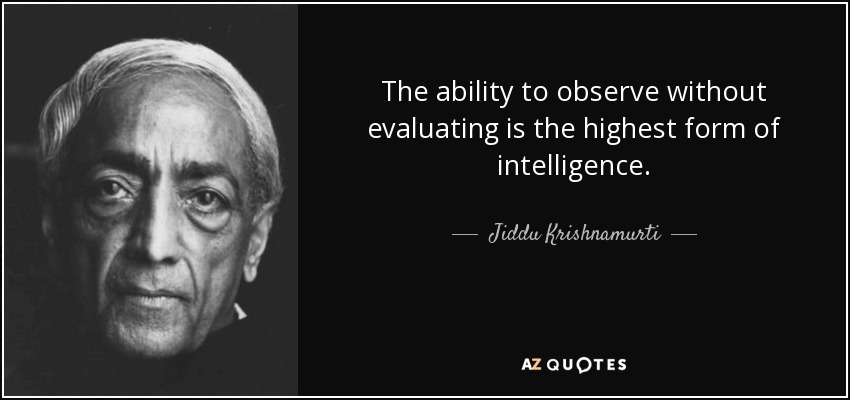 The ability to observe without
evaluating is the highest form of
intelligence.
Jiddu Krishnamurti
AZ QUOTES